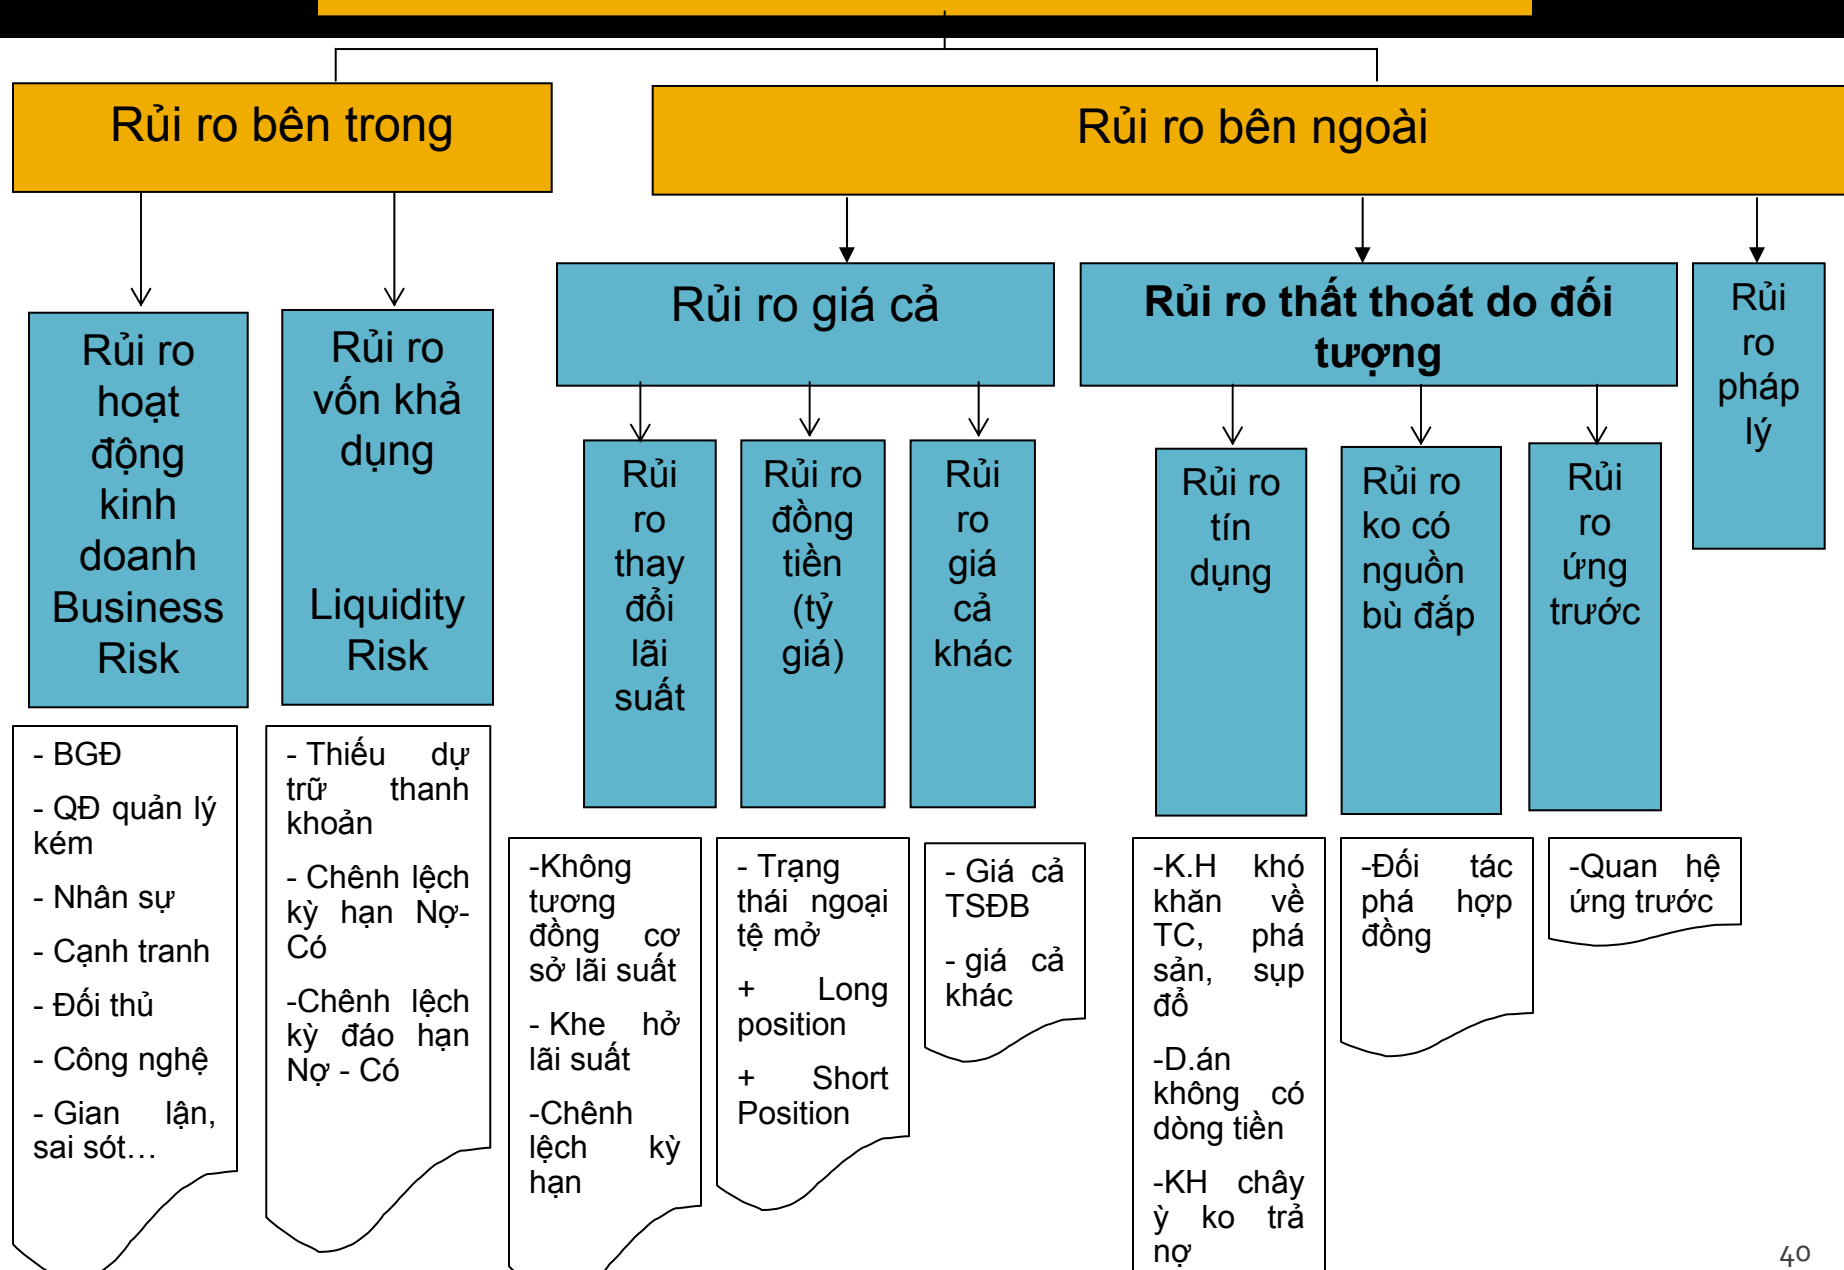 Rủi ro bên trong
Rủi ro bên ngoài
Rủi ro
hoạt
động
kinh
doanh
Business
Risk
Rủi ro
vốn khả
dụng
Liquidity
Risk
Rủi ro giá cả
Rủi ro thất thoát do đối
tượng
Rủi
ro
pháp
lý
Rủi
ro
thay
đổi
lãi
suất
Rủi ro
đồng
tiền
(tỷ
giá)
Rủi
ro
giá
cả
khác
Rủi ro
tín
dụng
Rủi ro
ko có
nguồn
bù đắp
Rủi
ro
ứng
trước
- BGĐ
- QĐ quản lý
kém
- Nhân sự
- Cạnh tranh
- Đối thủ
- Công nghệ
- Gian lận,
sai sót…
- Thiếu dự
trữ thanh
khoản
- Chênh lệch
kỳ hạn Nợ-
Có
-Chênh lệch
kỳ đáo hạn
Nợ - Có
-Không
tương
đồng cơ
sở lãi suất
- Khe hở
lãi suất
-Chênh
lệch kỳ
hạn
- Trạng
thái ngoại
tệ mở
+ Long
position
+ Short
Position
- Giá cả
TSĐB
- giá cả
khác
-K.H khó
khăn về
TC, phá
sản, sụp
đổ
-D.án
không có
dòng tiền
-KH chây
ỳ ko trả
nợ
-Đối tác
phá hợp
đồng
-Quan hệ
ứng trước
40